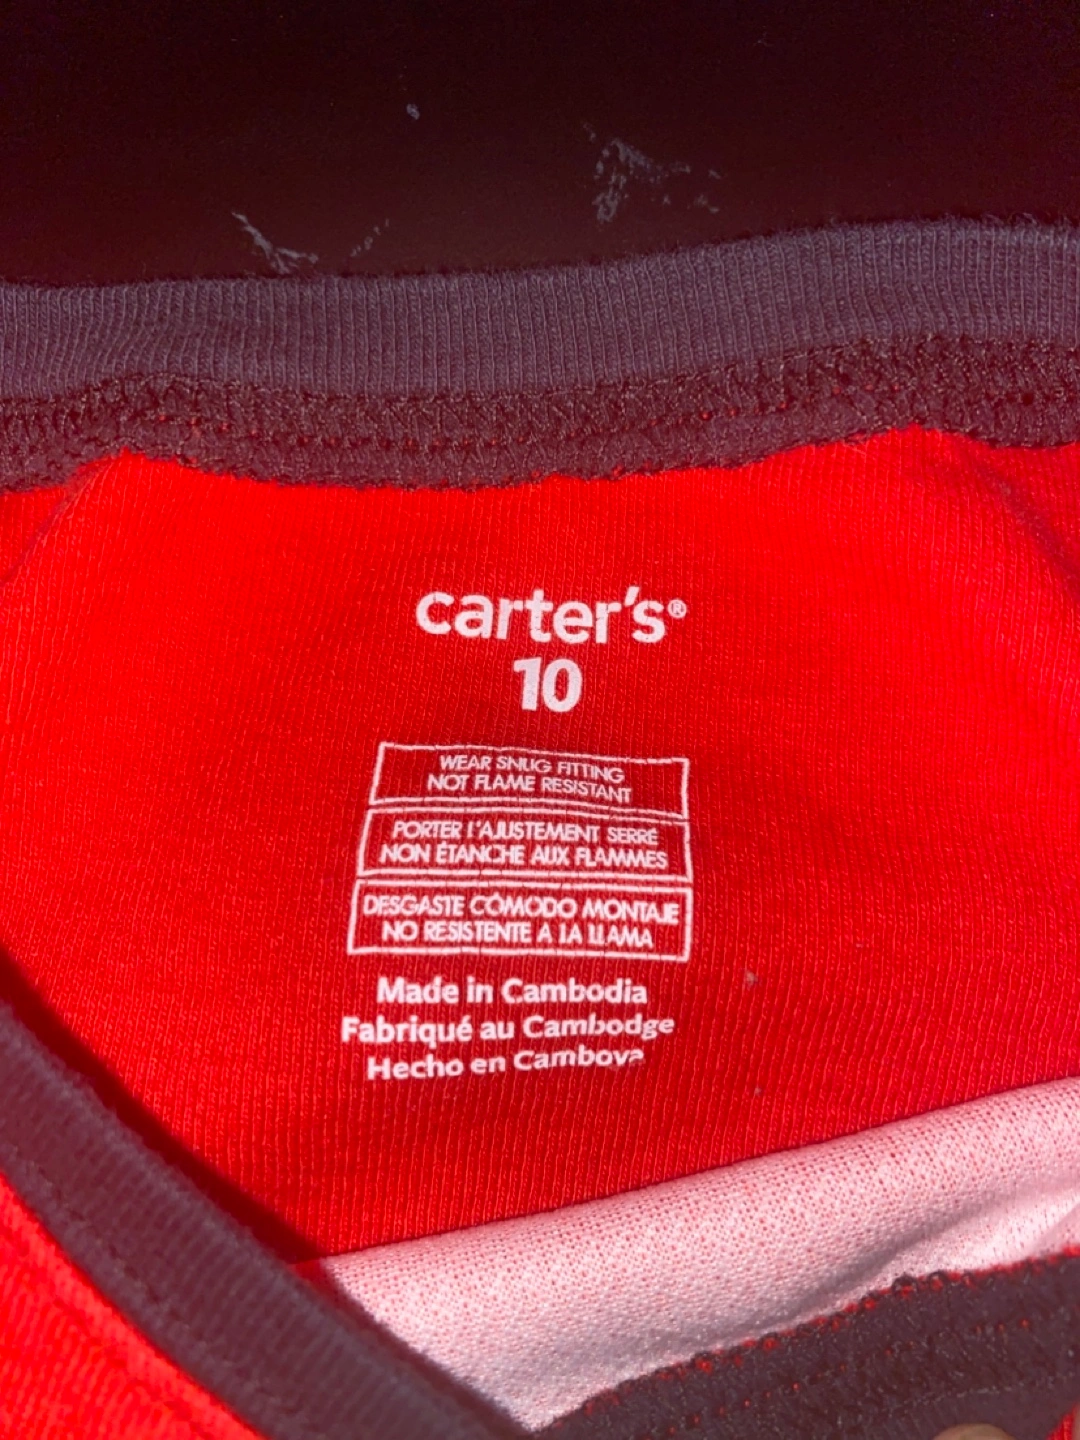 carter's®
10
WEAR SNUG FITTING
NOT FLAME RESISTANT
PORTER l'AJUSTEMENT SERRÉ
NON ÉTANCHE AUX FLAMMES
DESGASTE CÓMODO MONTAJE
NO RESISTENTE A LA LLAMA
Made in Cambodia
Fabriqué au Cambodge
Hecho en Camboya